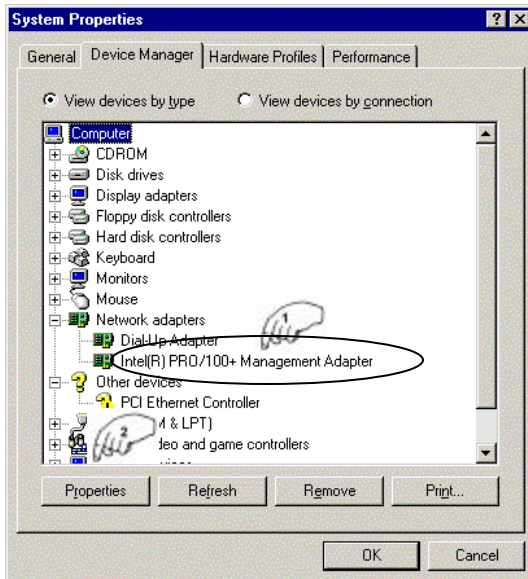 System Properties
General Device Manager Hardware Profiles Performance
View devices by type View devices by connection
Computer
CDROM
Disk drives
Display adapters
Floppy disk controllers
Hard disk controllers
Keyboard
Monitors
Mouse
Network adapters
1
Dial-Up Adapter
Intel(R) PRO/100+ Management Adapter
Other devices
PCI Ethernet Controller
& LPT)
2
and game controllers
Properties Refresh Remove Print...
OK Cancel